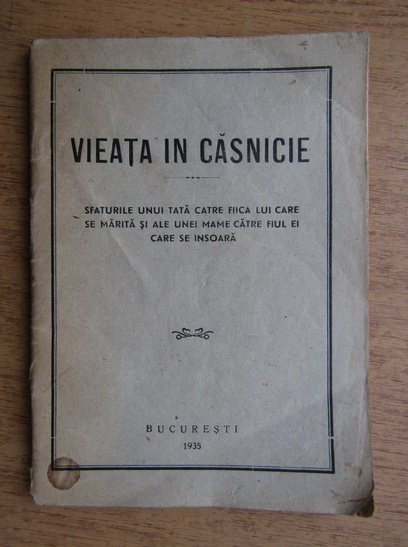 VIEAȚA IN CĂSNICIE
SFATURILE UNUI TATĂ CATRE FIICA LUI CARE
SE MĂRITĂ ȘI ALE UNEI MAME CĂTRE FIUL EI
CARE SE INSOARĂ
BUCUREȘTI
1935